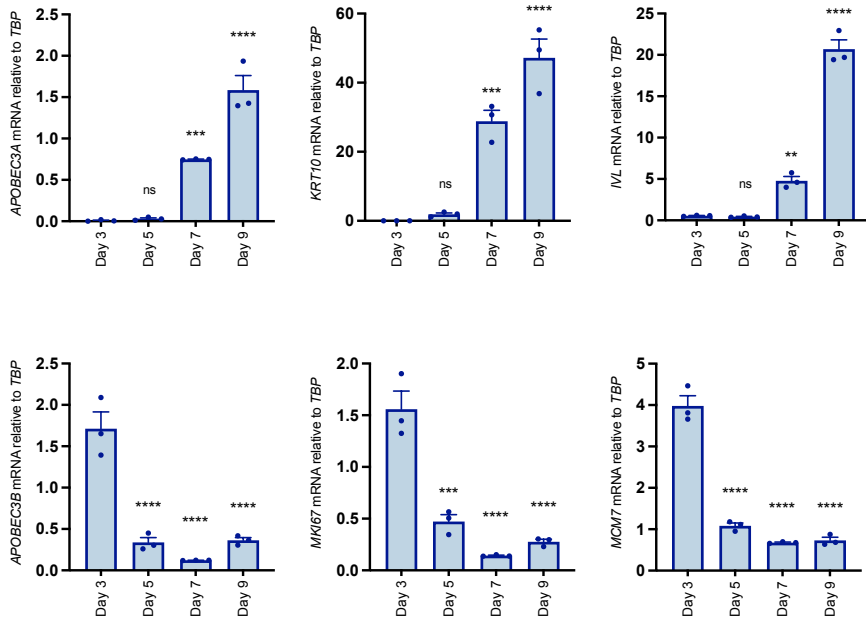 APOBEC3A mRNA relative to TBP
2.5
2.0
1.5
1.0
0.5
0.0
ns
***
****
Day 3
Day 5
Day 7
Day 9
KRT10 mRNA relative to TBP
60
40
20
0
ns
***
****
Day 3
Day 5
Day 7
Day 9
IVL mRNA relative to TBP
25
20
15
10
5
0
ns
**
****
Day 3
Day 5
Day 7
Day 9
APOBEC3B mRNA relative to TBP
2.5
2.0
1.5
1.0
0.5
0.0
****
****
****
Day 3
Day 5
Day 7
Day 9
MKI67 mRNA relative to TBP
2.0
1.5
1.0
0.5
0.0
***
****
****
Day 3
Day 5
Day 7
Day 9
MCM7 mRNA relative to TBP
5
4
3
2
1
0
****
****
****
Day 3
Day 5
Day 7
Day 9